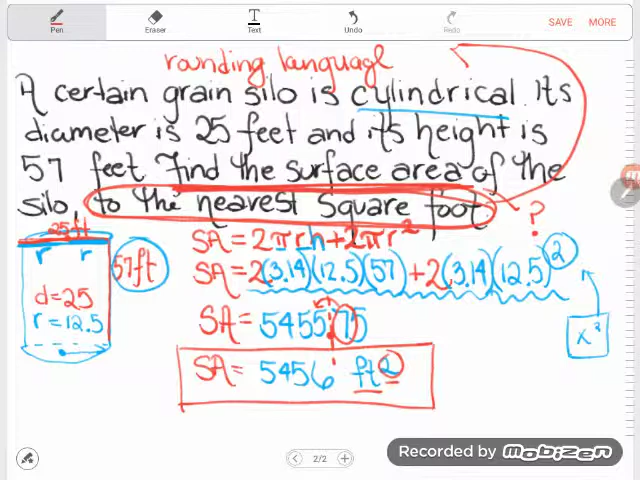 Pen Eraser Text Undo Redo SAVE MORE
rounding language
A certain grain silo is cylindrical. Its
diameter is 25 feet and its height is
57 feet. Find the surface area of the
silo, to the nearest square foot.
?
25ft
r r
57ft
d=25
r=12.5
SA=2πrh+2πr²
SA=2(3.14)(12.5)(57)+2(3.14)(12.5)²
SA=5455.75
x²
SA=5456 ft²
2/2
Recorded by mobizen